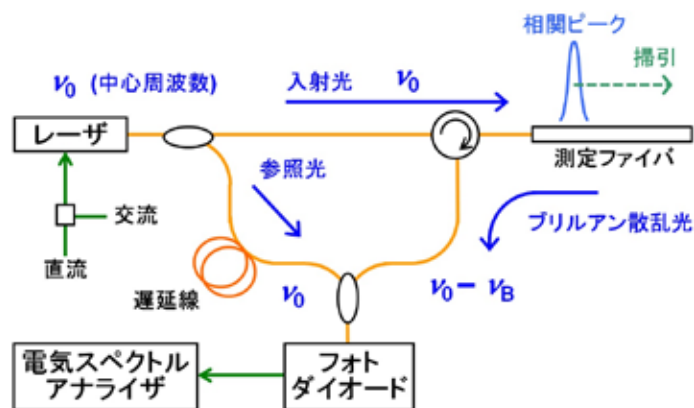 相関ピーク
掃引
ν0 (中心周波数)
入射光 ν0
レーザ
測定ファイバ
参照光
交流
直流
ブリルアン散乱光
遅延線
ν0
ν0 − νB
電気スペクトル
アナライザ
フォト
ダイオード